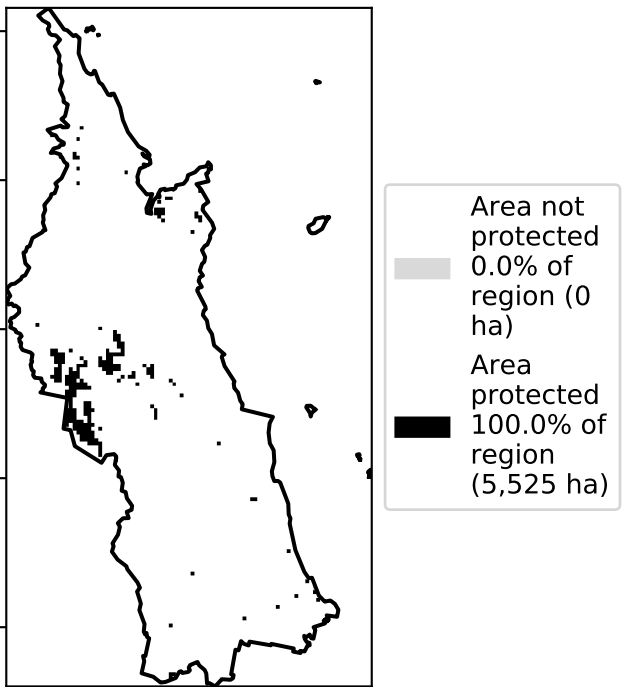 Area not
protected
0.0% of
region (0
ha)
Area
protected
100.0% of
region
(5,525 ha)